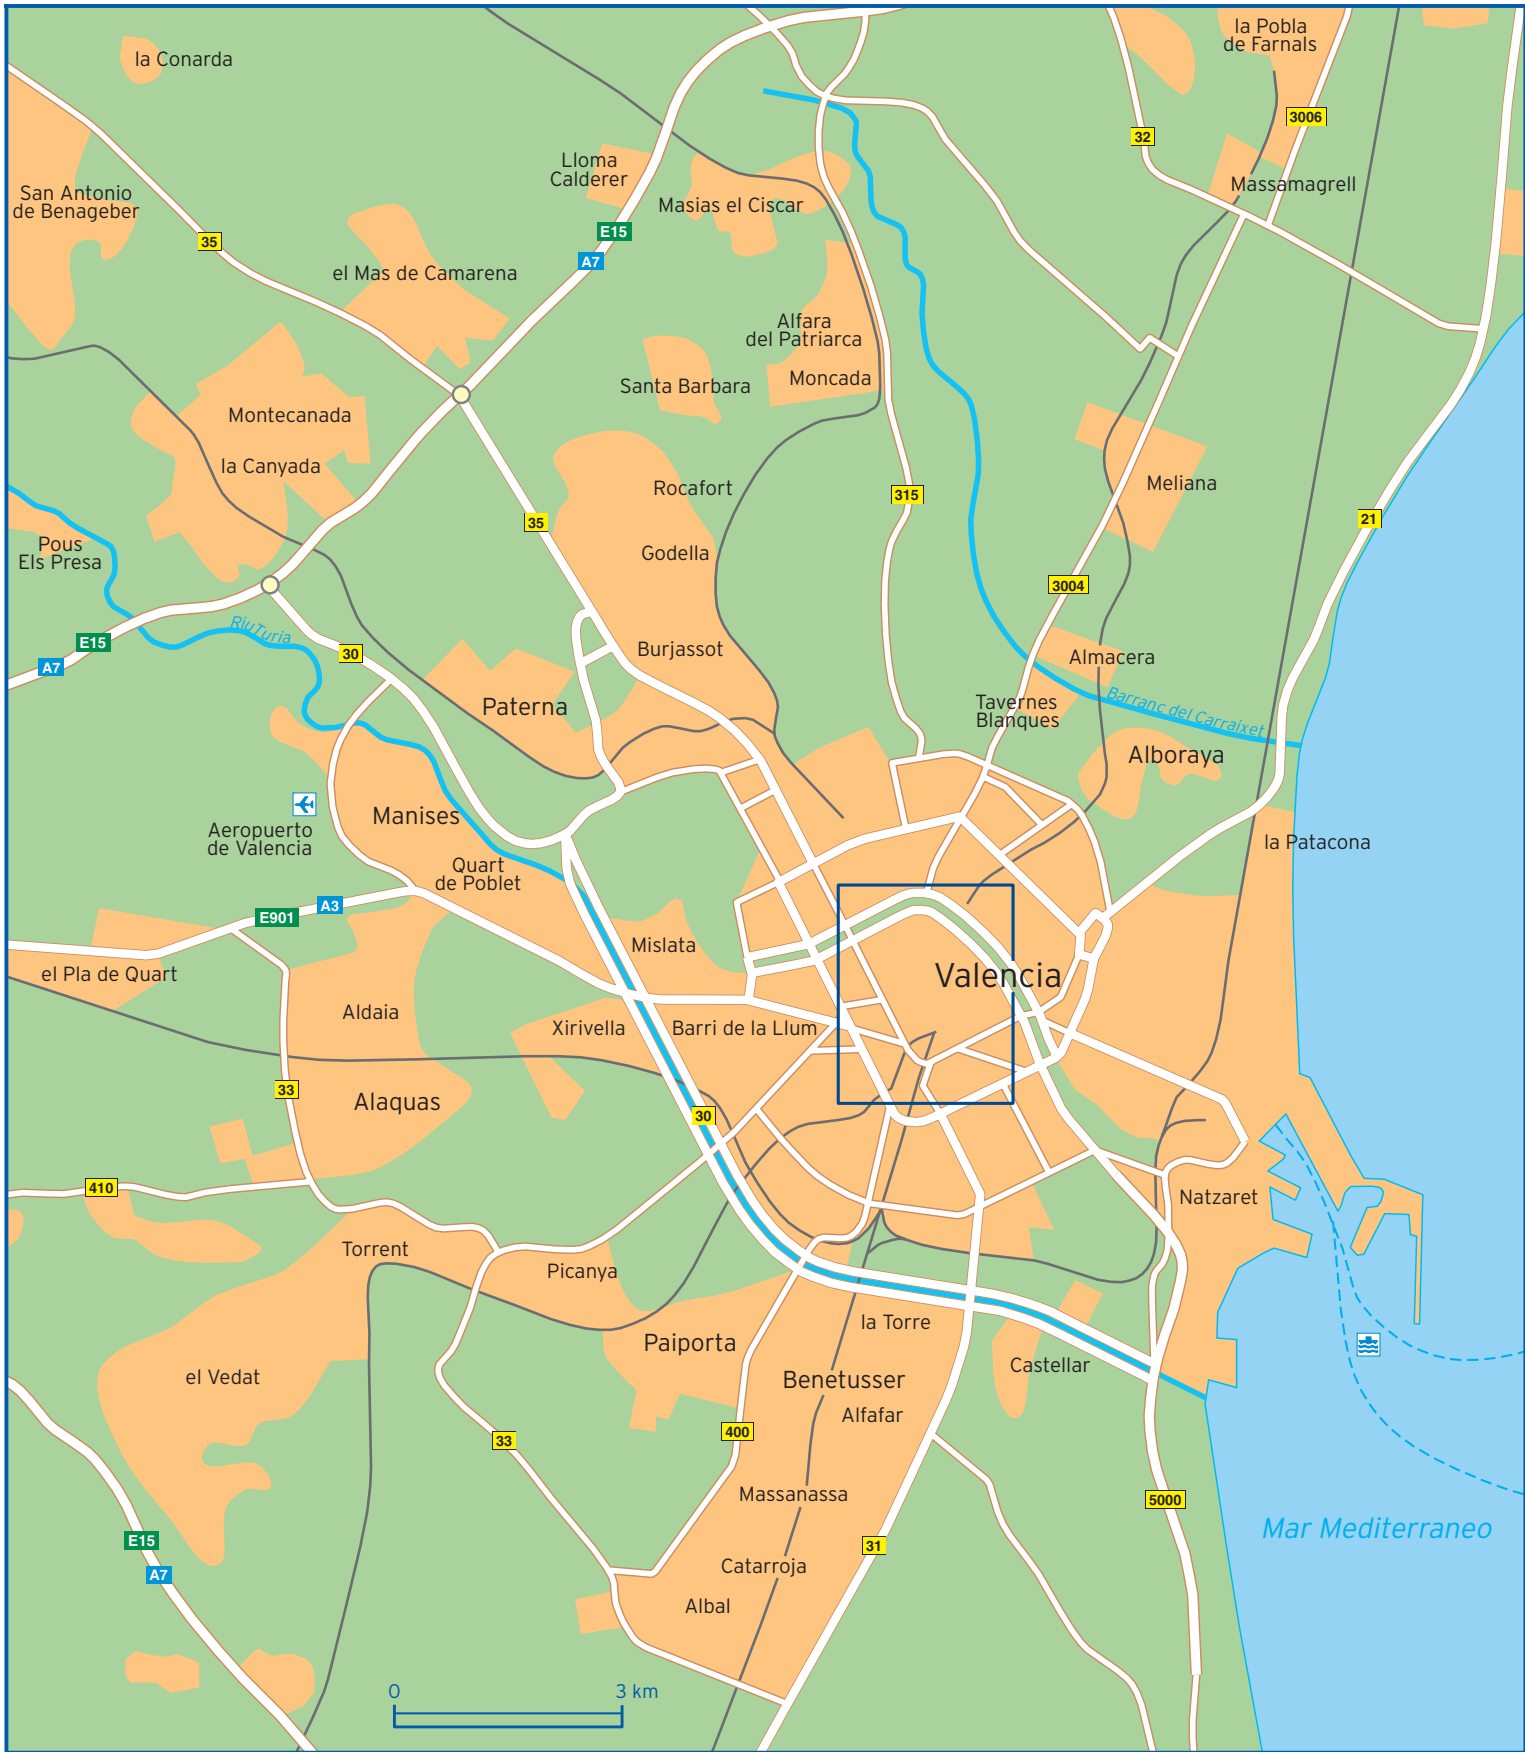 la Pobla
de Farnals
la Conarda
3006
32
Lloma
Calderer
Massamagrell
San Antonio
de Benageber
Masias el Ciscar
E15
35
A7
el Mas de Camarena
Alfara
del Patriarca
Moncada
Santa Barbara
Montecanada
la Canyada
Meliana
Rocafort
315
35
21
Pous
Els Presa
Godella
3004
RiuTuria
E15
30
A7
Burjassot
Almacera
Barranc del Carraixet
Paterna
Tavernes
Blanques
Alboraya
Manises
Aeropuerto
de Valencia
la Patacona
Quart
de Poblet
A3
E901
Mislata
el Pla de Quart
Valencia
Aldaia
Xirivella
Barri de la Llum
33
Alaquas
30
410
Natzaret
Torrent
Picanya
la Torre
Paiporta
Castellar
el Vedat
Benetusser
Alfafar
400
33
Massanassa
5000
Mar Mediterraneo
E15
31
A7
Catarroja
Albal
0
3 km